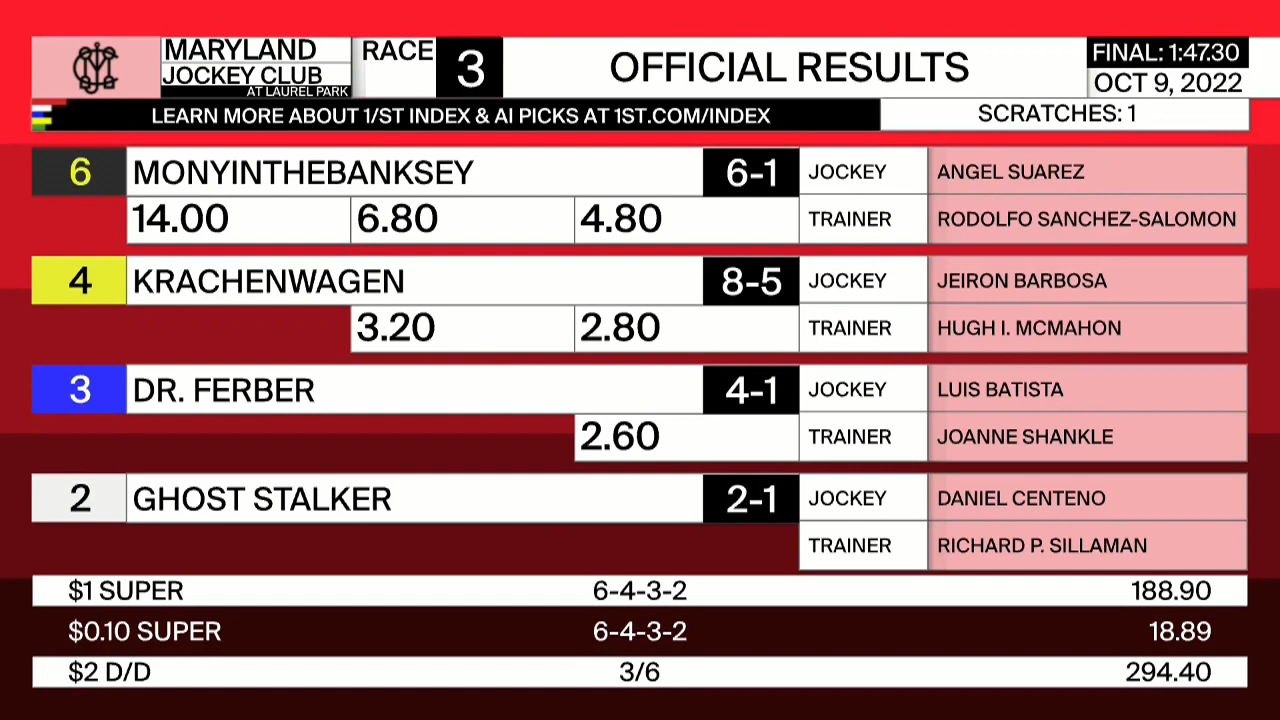 MARYLAND
JOCKEY CLUB
AT LAUREL PARK
RACE 3
OFFICIAL RESULTS
FINAL: 1:47.30
OCT 9, 2022
LEARN MORE ABOUT 1/ST INDEX & AI PICKS AT 1ST.COM/INDEX
SCRATCHES: 1
6 MONYINTHEBANKSEY 6-1 JOCKEY ANGEL SUAREZ
14.00 6.80 4.80 TRAINER RODOLFO SANCHEZ-SALOMON
4 KRACHENWAGEN 8-5 JOCKEY JEIRON BARBOSA
3.20 2.80 TRAINER HUGH I. MCMAHON
3 DR. FERBER 4-1 JOCKEY LUIS BATISTA
2.60 TRAINER JOANNE SHANKLE
2 GHOST STALKER 2-1 JOCKEY DANIEL CENTENO
TRAINER RICHARD P. SILLAMAN
$1 SUPER 6-4-3-2 188.90
$0.10 SUPER 6-4-3-2 18.89
$2 D/D 3/6 294.40